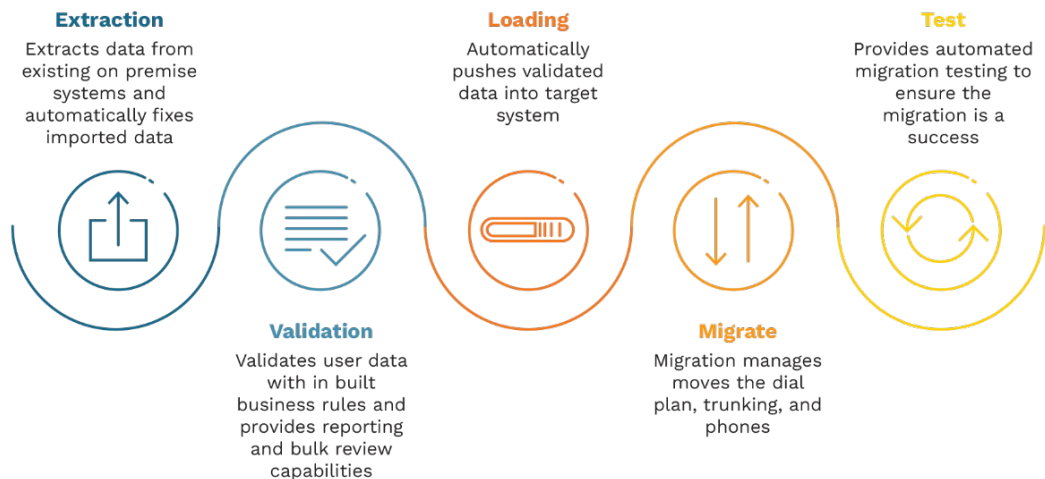 Extraction
Extracts data from
existing on premise
systems and
automatically fixes
imported data
Validation
Validates user data
with in built
business rules and
provides reporting
and bulk review
capabilities
Loading
Automatically
pushes validated
data into target
system
Migrate
Migration manages
moves the dial
plan, trunking, and
phones
Test
Provides automated
migration testing to
ensure the
migration is a
success